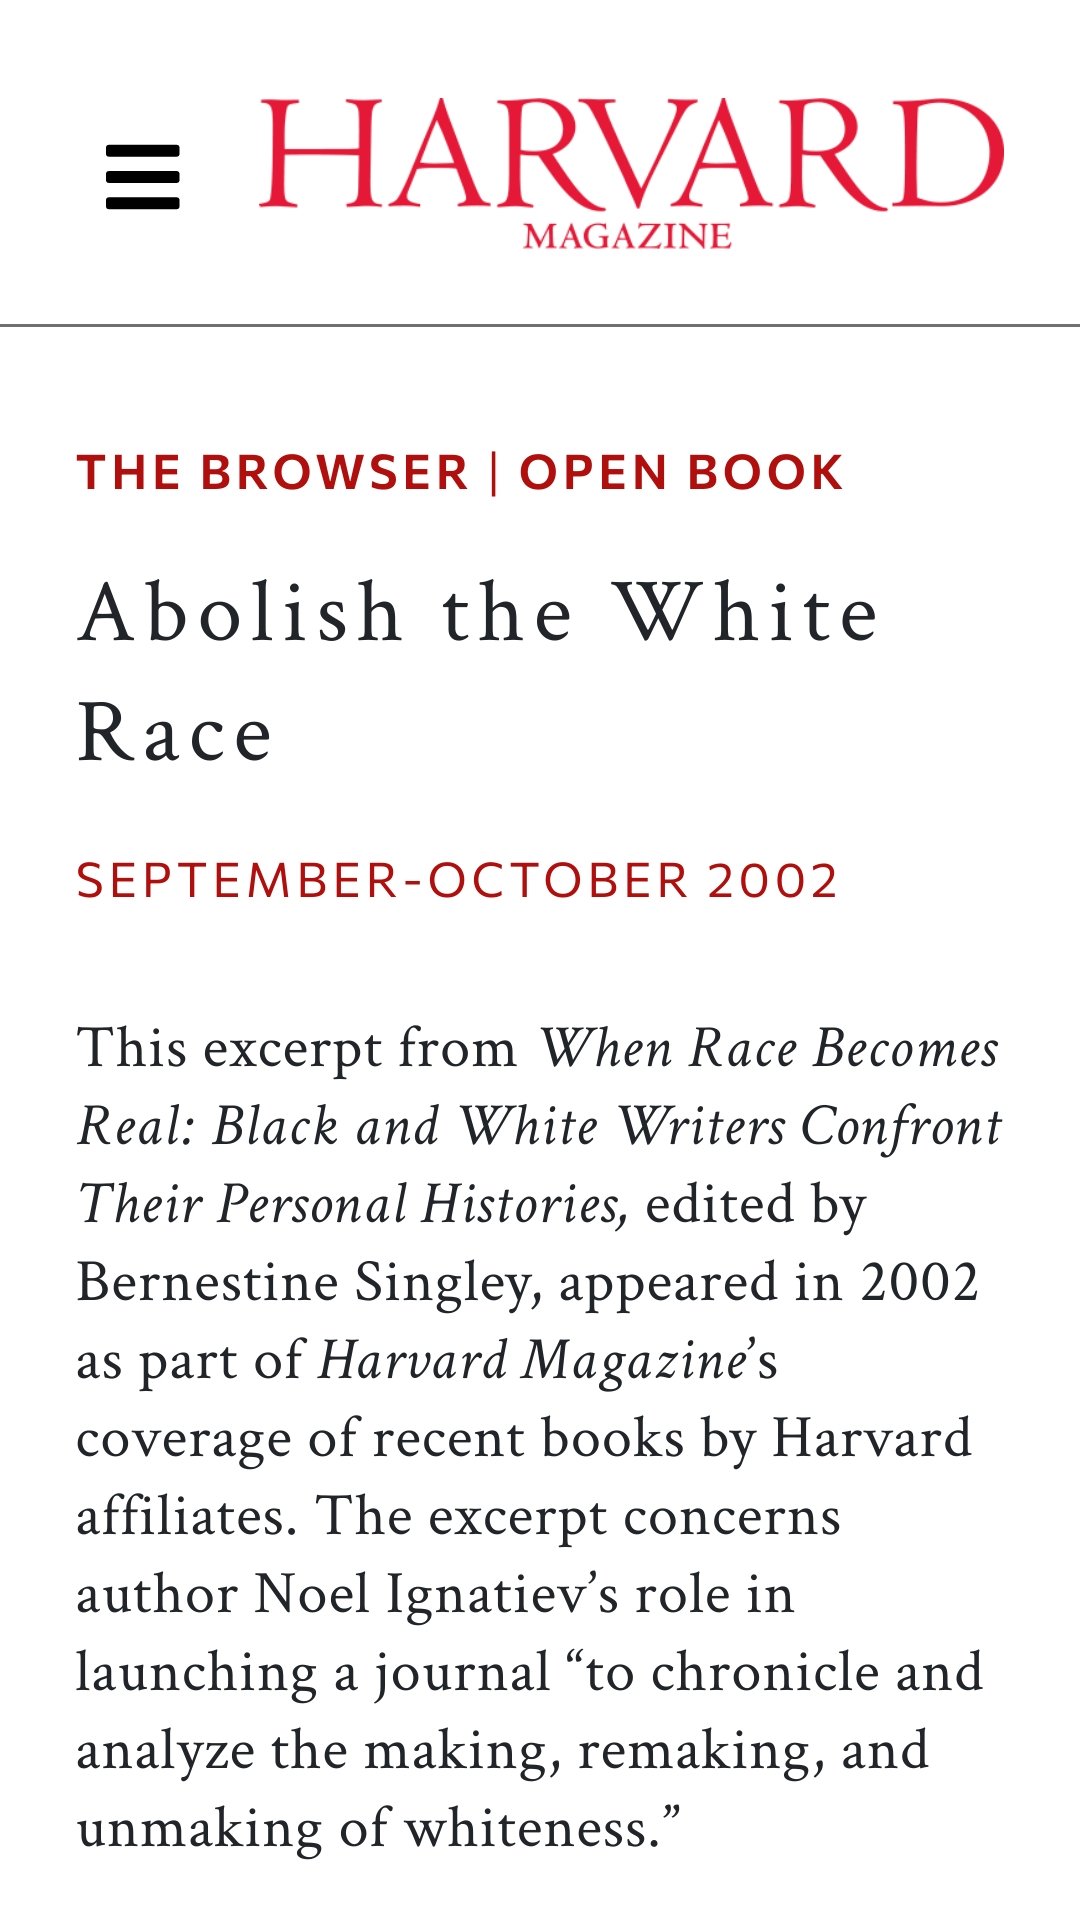 HARVARD
MAGAZINE
THE BROWSER | OPEN BOOK
Abolish the White
Race
SEPTEMBER-OCTOBER 2002
This excerpt from When Race Becomes
Real: Black and White Writers Confront
Their Personal Histories, edited by
Bernestine Singley, appeared in 2002
as part of Harvard Magazine’s
coverage of recent books by Harvard
affiliates. The excerpt concerns
author Noel Ignatiev’s role in
launching a journal “to chronicle and
analyze the making, remaking, and
unmaking of whiteness.”